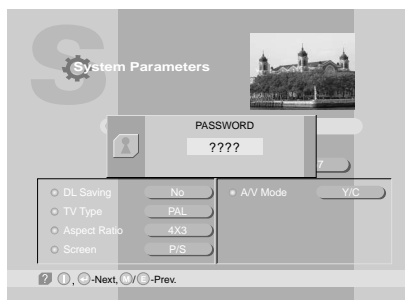 System Parameters
PASSWORD
????
7
DL Saving No
TV Type PAL
Aspect Ratio 4X3
Screen P/S
A/V Mode Y/C
? I , -Next, M / E -Prev.